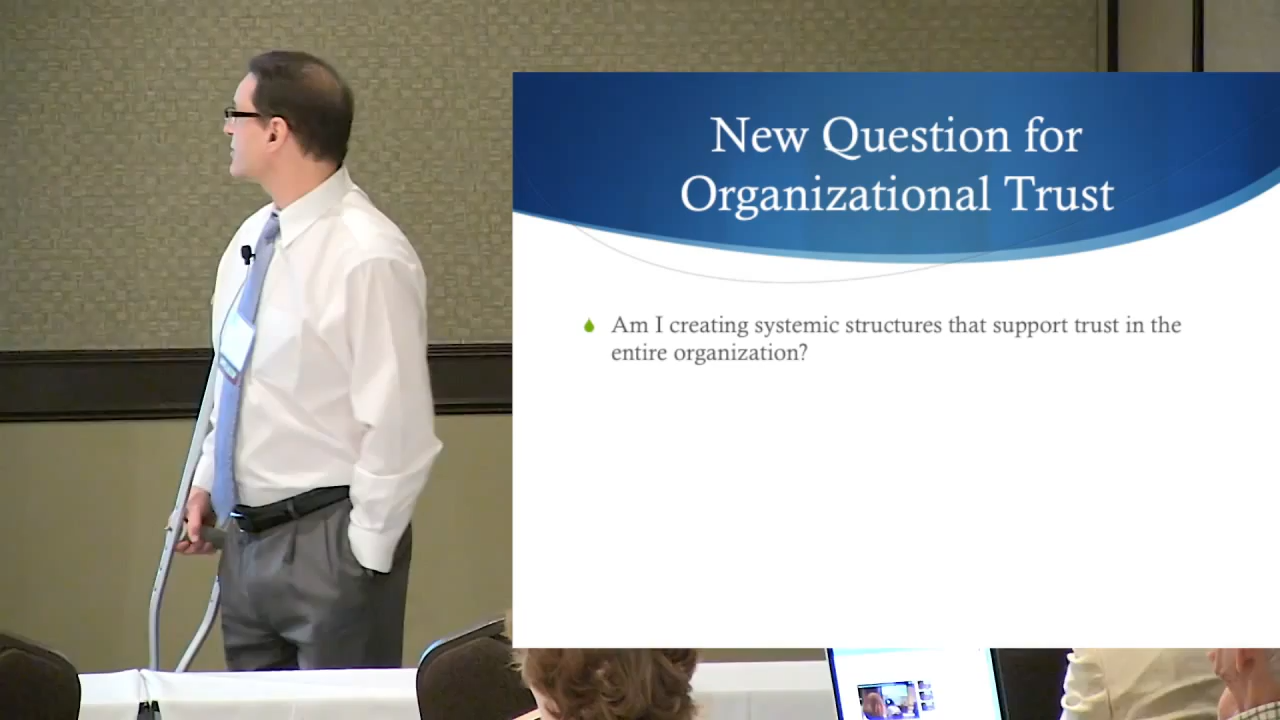 New Question for
Organizational Trust
Am I creating systemic structures that support trust in the
entire organization?